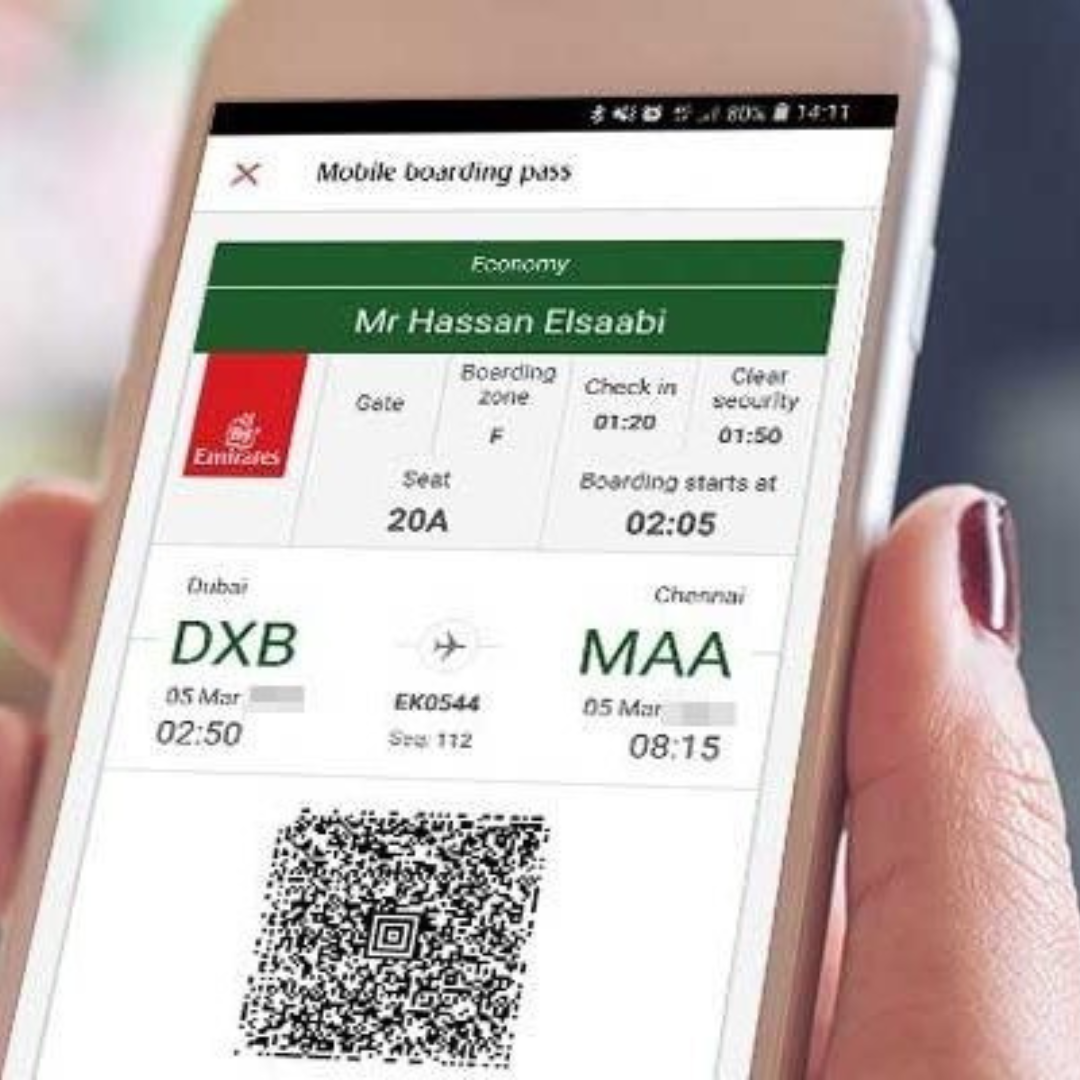 80% 14:11
Mobile boarding pass
Economy
Mr Hassan Elsaabi
Emirates
Gate
Boarding zone
F
Check in
01:20
Clear security
01:50
Seat
20A
Boarding starts at
02:05
Dubai
DXB
05 Mar
02:50
EK0544
Seq 112
Chennai
MAA
05 Mar
08:15